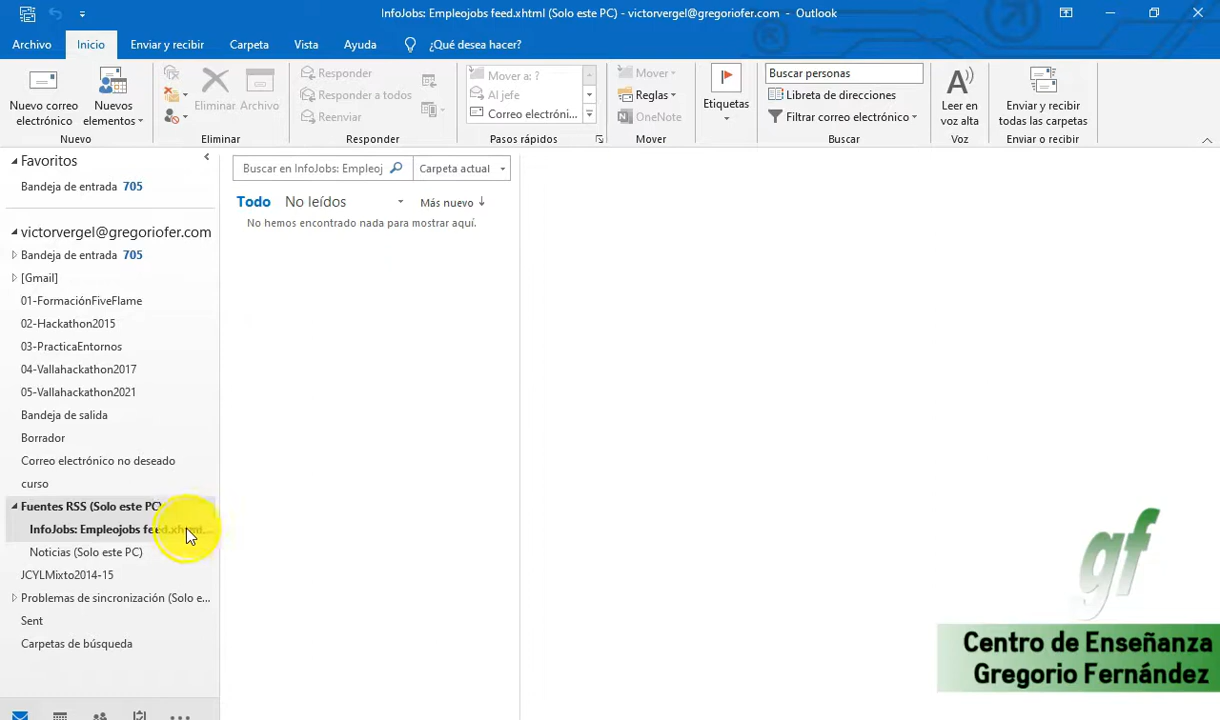 InfoJobs: Empleojobs feed.xhtml (Solo este PC) - victorvergel@gregoriofer.com - Outlook
Archivo Inicio Enviar y recibir Carpeta Vista Ayuda ¿Qué desea hacer?
Nuevo correo electrónico
Nuevos elementos
Nuevo
Eliminar
Archivo
Eliminar
Responder
Responder a todos
Reenviar
Responder
Mover a: ?
Al jefe
Correo electróni...
Pasos rápidos
Mover
Reglas
OneNote
Mover
Etiquetas
Buscar personas
Libreta de direcciones
Filtrar correo electrónico
Buscar
Leer en voz alta
Voz
Enviar y recibir todas las carpetas
Enviar o recibir
Favoritos
Bandeja de entrada 705
victorvergel@gregoriofer.com
Bandeja de entrada 705
[Gmail]
01-FormaciónFiveFlame
02-Hackathon2015
03-PracticaEntornos
04-Vallahackathon2017
05-Vallahackathon2021
Bandeja de salida
Borrador
Correo electrónico no deseado
curso
Fuentes RSS (Solo este PC)
InfoJobs: Empleojobs feed.xhtml...
Noticias (Solo este PC)
JCYLMixto2014-15
Problemas de sincronización (Solo e...
Sent
Carpetas de búsqueda
Buscar en InfoJobs: Empleoj
Carpeta actual
Todo No leídos Más nuevo
No hemos encontrado nada para mostrar aquí.
gf
Centro de Enseñanza
Gregorio Fernández